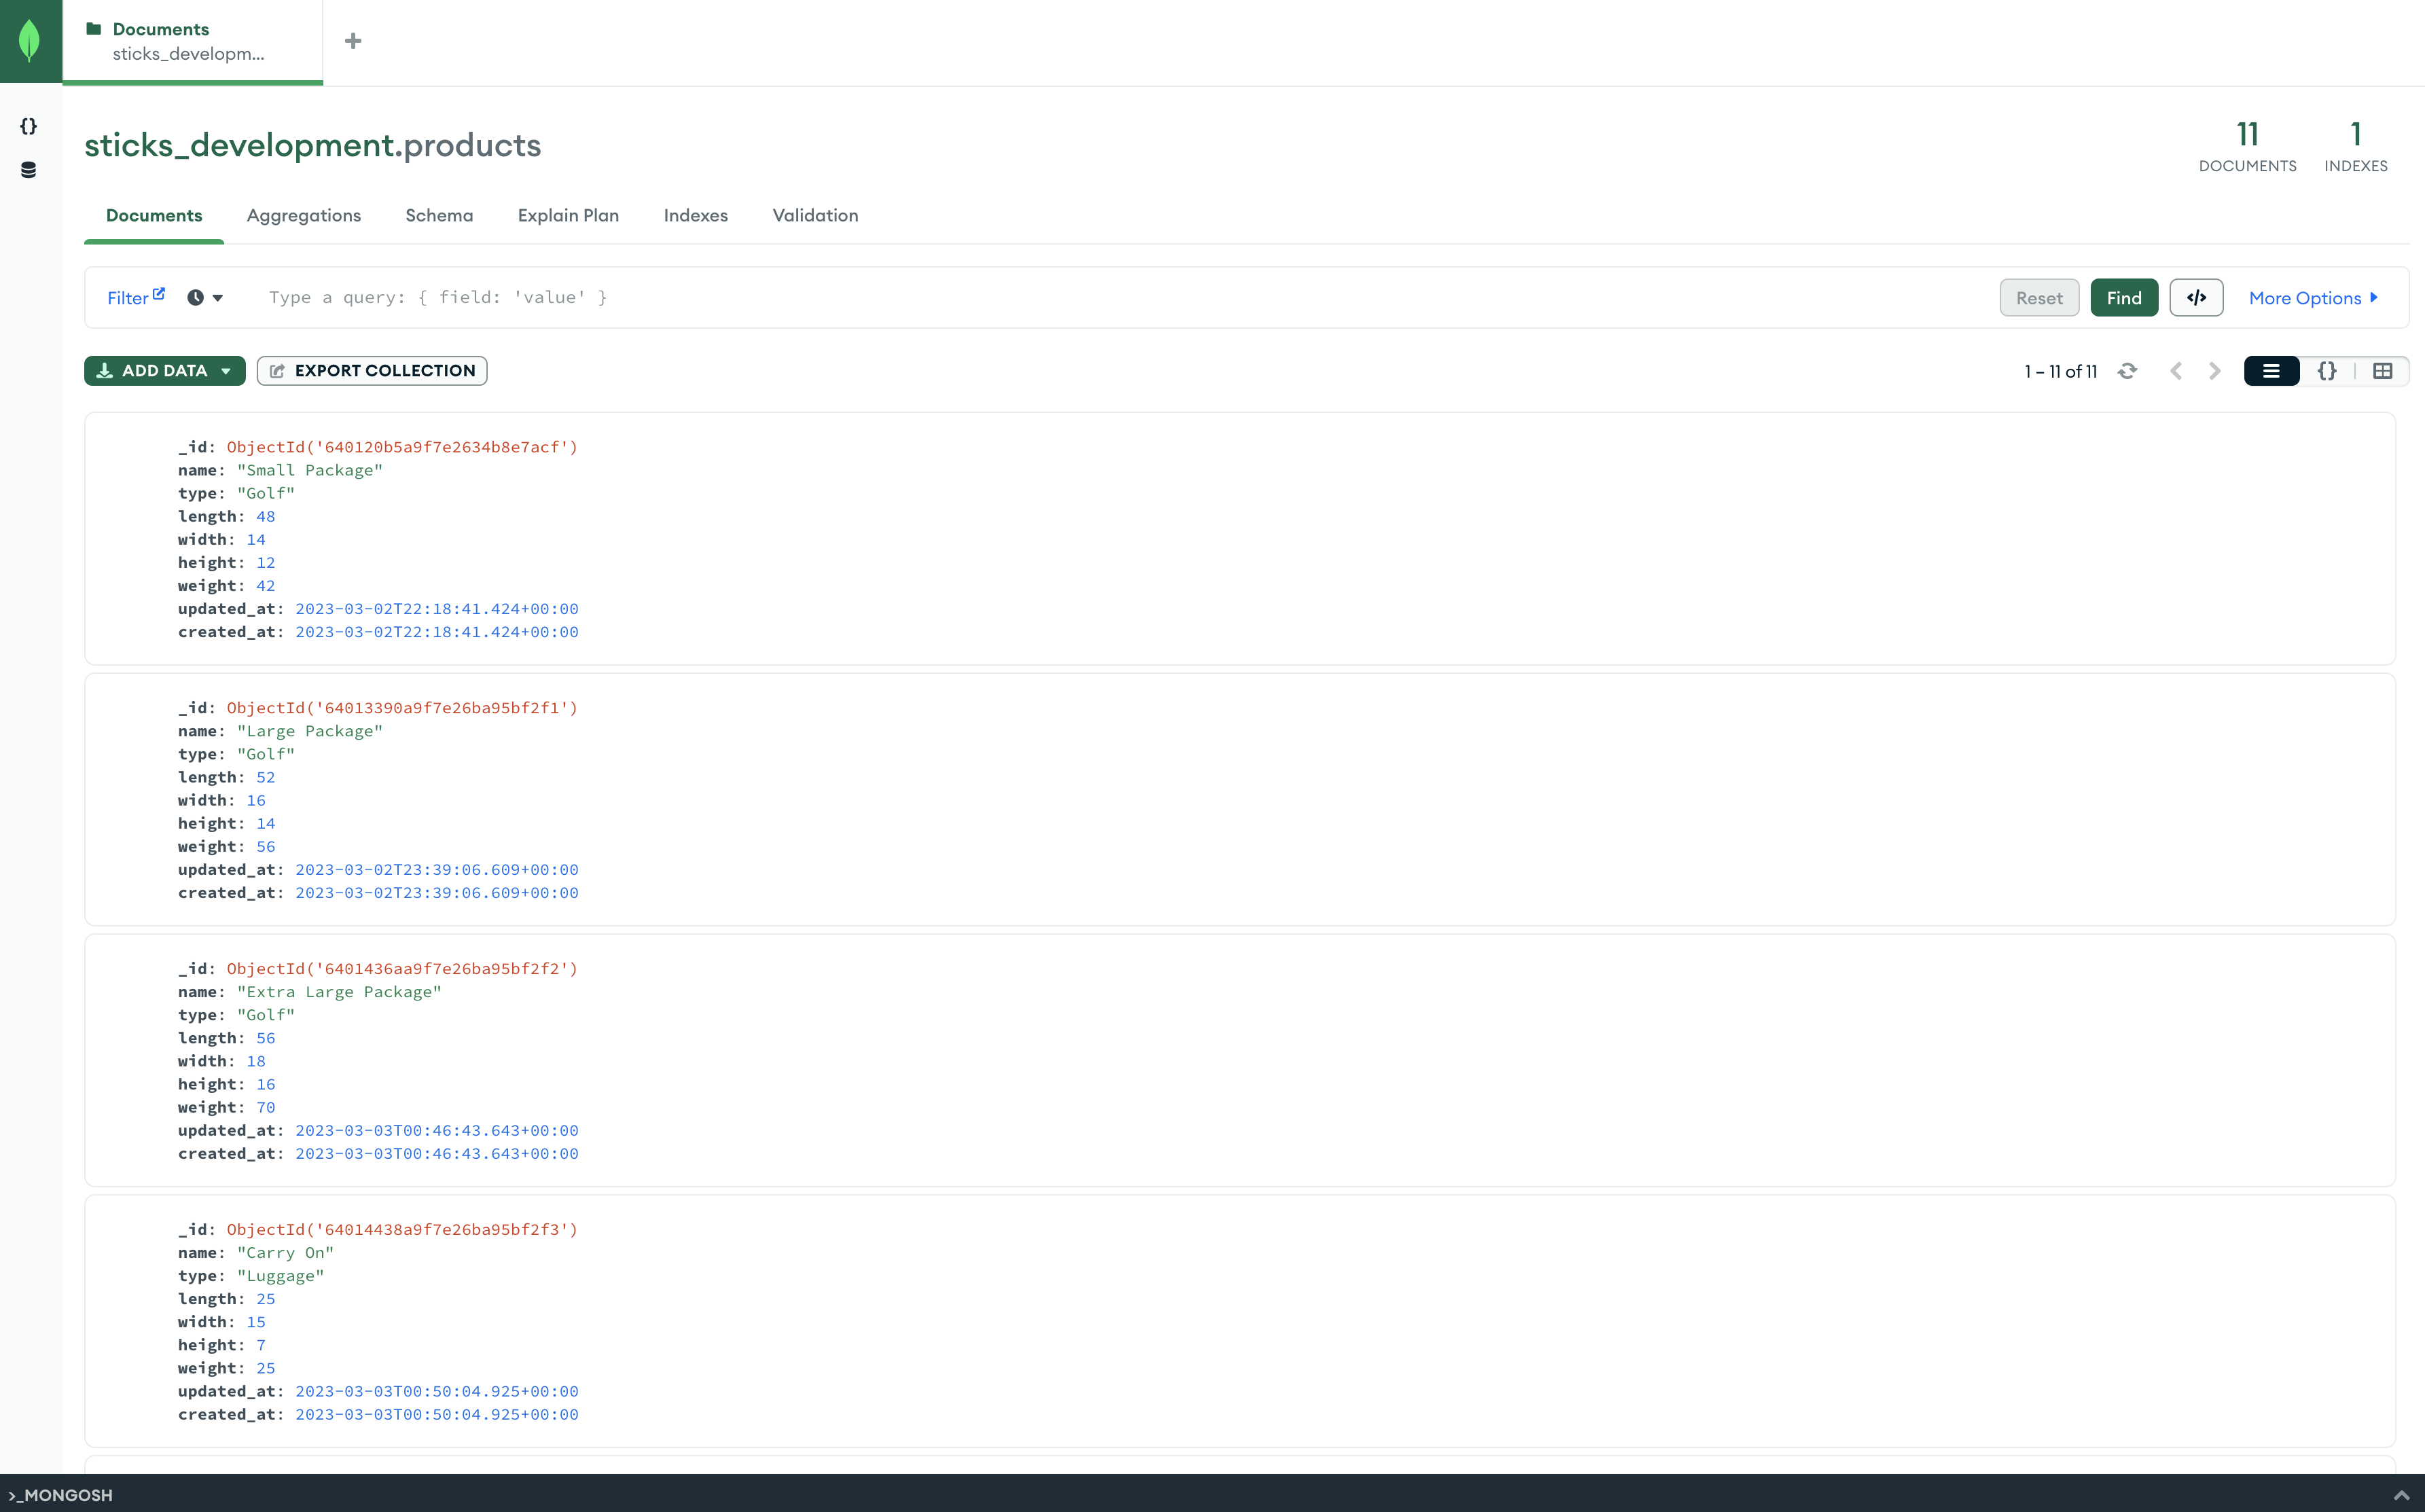 Documents
sticks_developm...
sticks_development.products
11
DOCUMENTS
1
INDEXES
Documents Aggregations Schema Explain Plan Indexes Validation
Filter Type a query: { field: 'value' } Reset Find </> More Options
ADD DATA EXPORT COLLECTION 1 – 11 of 11 {}
_id: ObjectId('640120b5a9f7e2634b8e7acf')
name: "Small Package"
type: "Golf"
length: 48
width: 14
height: 12
weight: 42
updated_at: 2023-03-02T22:18:41.424+00:00
created_at: 2023-03-02T22:18:41.424+00:00
_id: ObjectId('64013390a9f7e26ba95bf2f1')
name: "Large Package"
type: "Golf"
length: 52
width: 16
height: 14
weight: 56
updated_at: 2023-03-02T23:39:06.609+00:00
created_at: 2023-03-02T23:39:06.609+00:00
_id: ObjectId('6401436aa9f7e26ba95bf2f2')
name: "Extra Large Package"
type: "Golf"
length: 56
width: 18
height: 16
weight: 70
updated_at: 2023-03-03T00:46:43.643+00:00
created_at: 2023-03-03T00:46:43.643+00:00
_id: ObjectId('64014438a9f7e26ba95bf2f3')
name: "Carry On"
type: "Luggage"
length: 25
width: 15
height: 7
weight: 25
updated_at: 2023-03-03T00:50:04.925+00:00
created_at: 2023-03-03T00:50:04.925+00:00
>_MONGOSH